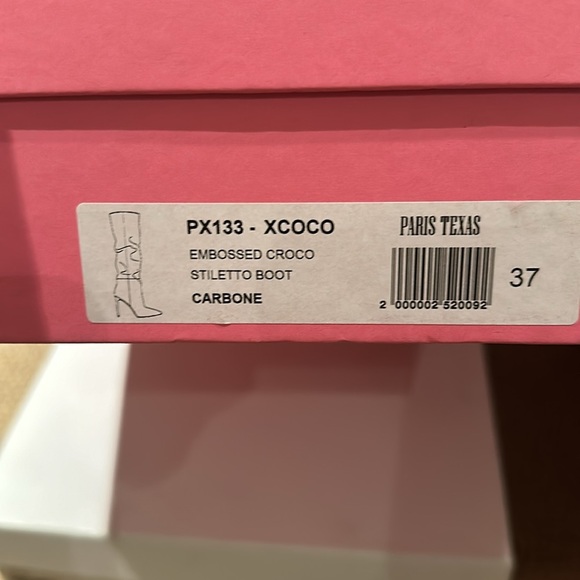 PX133 - XCOCO
EMBOSSED CROCO
STILETTO BOOT
CARBONE
PARIS TEXAS
2 000002 520092
37